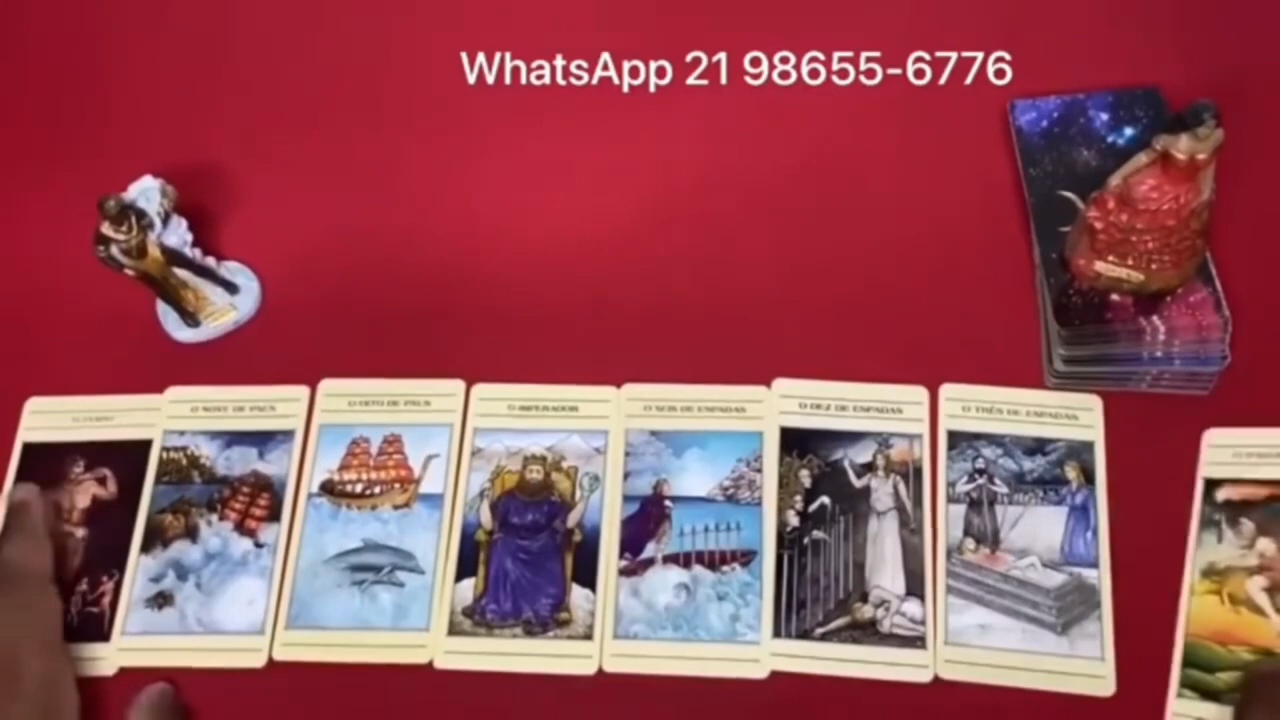 WhatsApp 21 98655-6776
O NOVE DE PAUS
O OITO DE PAUS
O IMPERADOR
O SEIS DE ESPADAS
O DEZ DE ESPADAS
O TRÊS DE ESPADAS